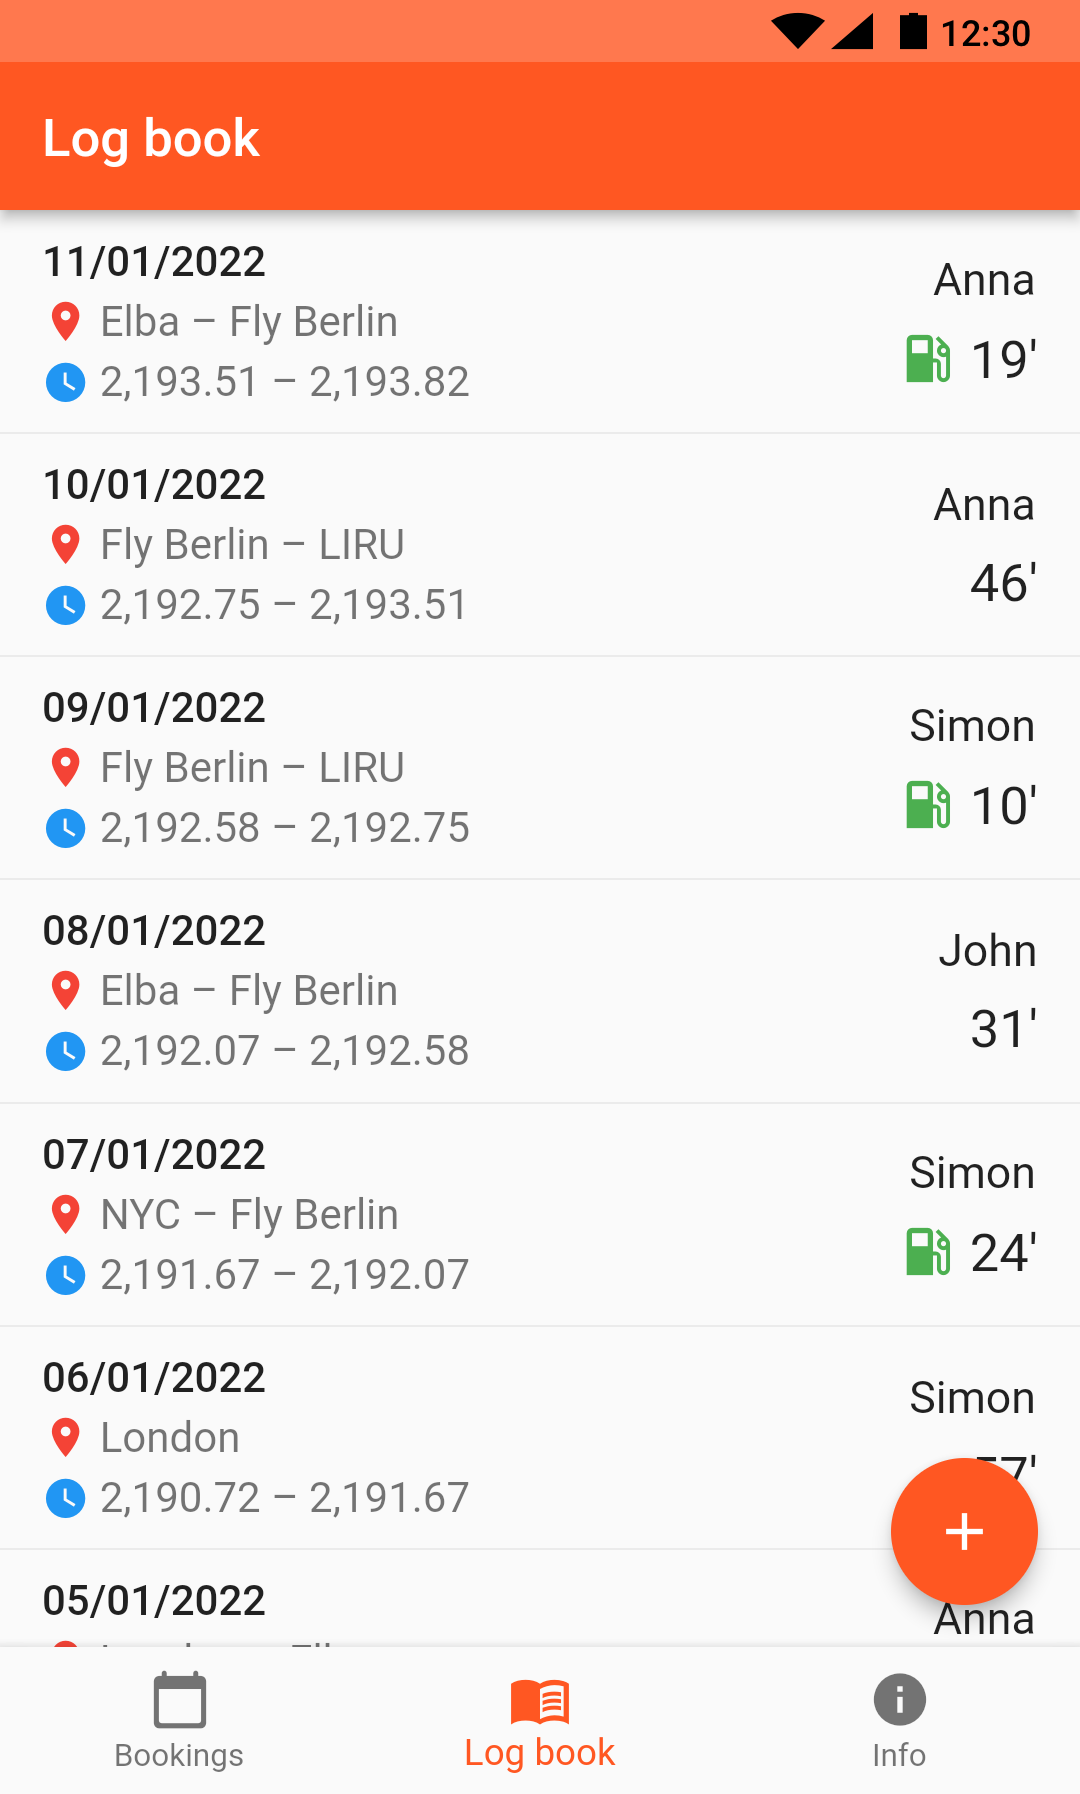 12:30
Log book
11/01/2022
Anna
Elba – Fly Berlin
19'
2,193.51 – 2,193.82
10/01/2022
Anna
Fly Berlin – LIRU
46'
2,192.75 – 2,193.51
09/01/2022
Simon
Fly Berlin – LIRU
10'
2,192.58 – 2,192.75
08/01/2022
John
Elba – Fly Berlin
31'
2,192.07 – 2,192.58
07/01/2022
Simon
NYC – Fly Berlin
24'
2,191.67 – 2,192.07
06/01/2022
Simon
London
2,190.72 – 2,191.67
05/01/2022
Anna
Bookings
Log book
Info